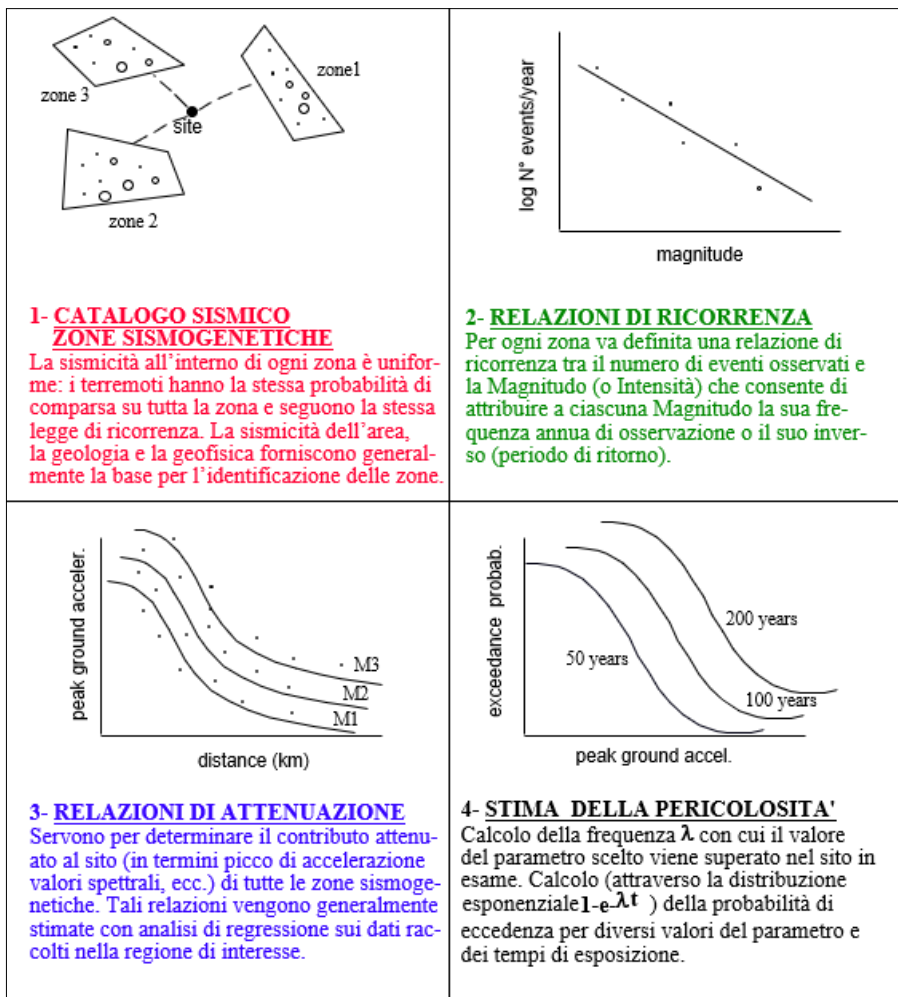 zone1
zone 3
site
zone 2
1- CATALOGO SISMICO
ZONE SISMOGENETICHE
La sismicità all'interno di ogni zona è unifor-
me: i terremoti hanno la stessa probabilità di
comparsa su tutta la zona e seguono la stessa
legge di ricorrenza. La sismicità dell'area,
la geologia e la geofisica forniscono general-
mente la base per l'identificazione delle zone.
log N° events/year
magnitude
2- RELAZIONI DI RICORRENZA
Per ogni zona va definita una relazione di
ricorrenza tra il numero di eventi osservati e
la Magnitudo (o Intensità) che consente di
attribuire a ciascuna Magnitudo la sua fre-
quenza annua di osservazione o il suo inver-
so (periodo di ritorno).
peak ground acceler.
M3
M2
M1
distance (km)
3- RELAZIONI DI ATTENUAZIONE
Servono per determinare il contributo attenu-
ato al sito (in termini picco di accelerazione
valori spettrali, ecc.) di tutte le zone sismoge-
netiche. Tali relazioni vengono generalmente
stimate con analisi di regressione sui dati rac-
colti nella regione di interesse.
exceedance probab.
200 years
50 years
100 years
peak ground accel.
4- STIMA DELLA PERICOLOSITA'
Calcolo della frequenza λ con cui il valore
del parametro scelto viene superato nel sito in
esame. Calcolo (attraverso la distribuzione
esponenziale 1-e-λt ) della probabilità di
eccedenza per diversi valori del parametro e
dei tempi di esposizione.